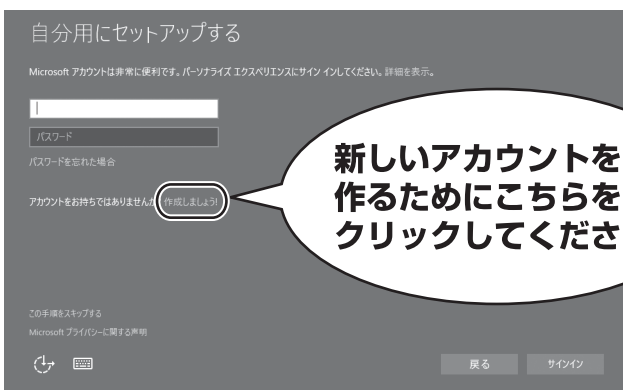 自分用にセットアップする
Microsoft アカウントは非常に便利です。パーソナライズ エクスペリエンスにサイン インしてください。詳細を表示。
パスワード
パスワードを忘れた場合
アカウントをお持ちではありませんか 作成しましょう!
新しいアカウントを
作るためにこちらを
クリックしてくださ
この手順をスキップする
Microsoft プライバシーに関する声明
戻る
サインイン